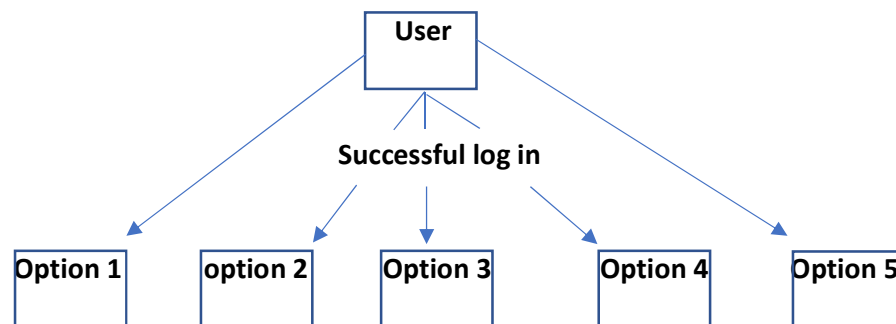 User
Successful log in
Option 1
option 2
Option 3
Option 4
Option 5